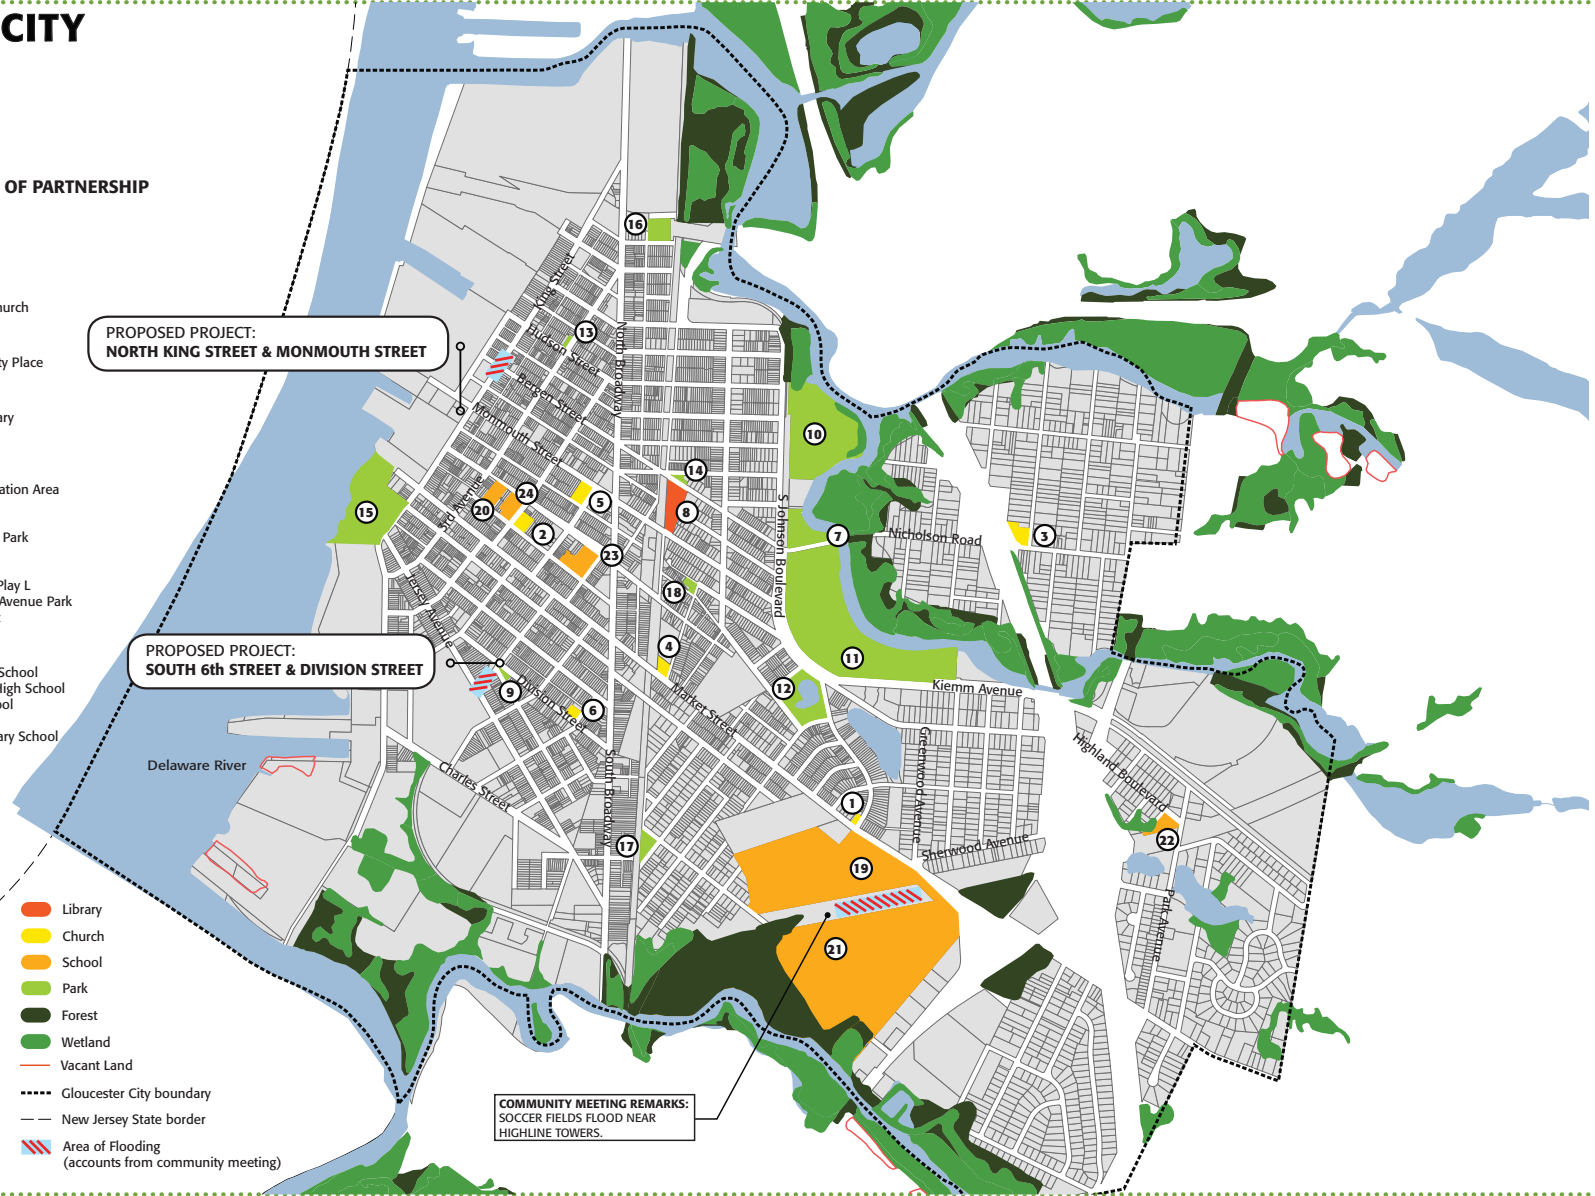 CITY
OF PARTNERSHIP
hurch
ty Place
ary
ation Area
Park
Play L
Avenue Park
School
High School
ool
ary School
PROPOSED PROJECT:
NORTH KING STREET & MONMOUTH STREET
PROPOSED PROJECT:
SOUTH 6th STREET & DIVISION STREET
16
King Street
13
Hudson Street
North Broadway
Bergen Street
Monmouth Street
10
14
15
Std Avenue
20
24
5
8
2
23
S Johnson Boulevard
7
Nicholson Road
3
18
Jersey Avenue
4
11
12
Kiemm Avenue
9
Division Street
6
Market Street
Highland Boulevard
Greenwood Avenue
Delaware River
Charles Street
South Broadway
1
17
Sherwood Avenue
22
19
Park Avenue
21
Library
Church
School
Park
Forest
Wetland
Vacant Land
Gloucester City boundary
New Jersey State border
Area of Flooding
(accounts from community meeting)
COMMUNITY MEETING REMARKS:
SOCCER FIELDS FLOOD NEAR
HIGHLINE TOWERS.